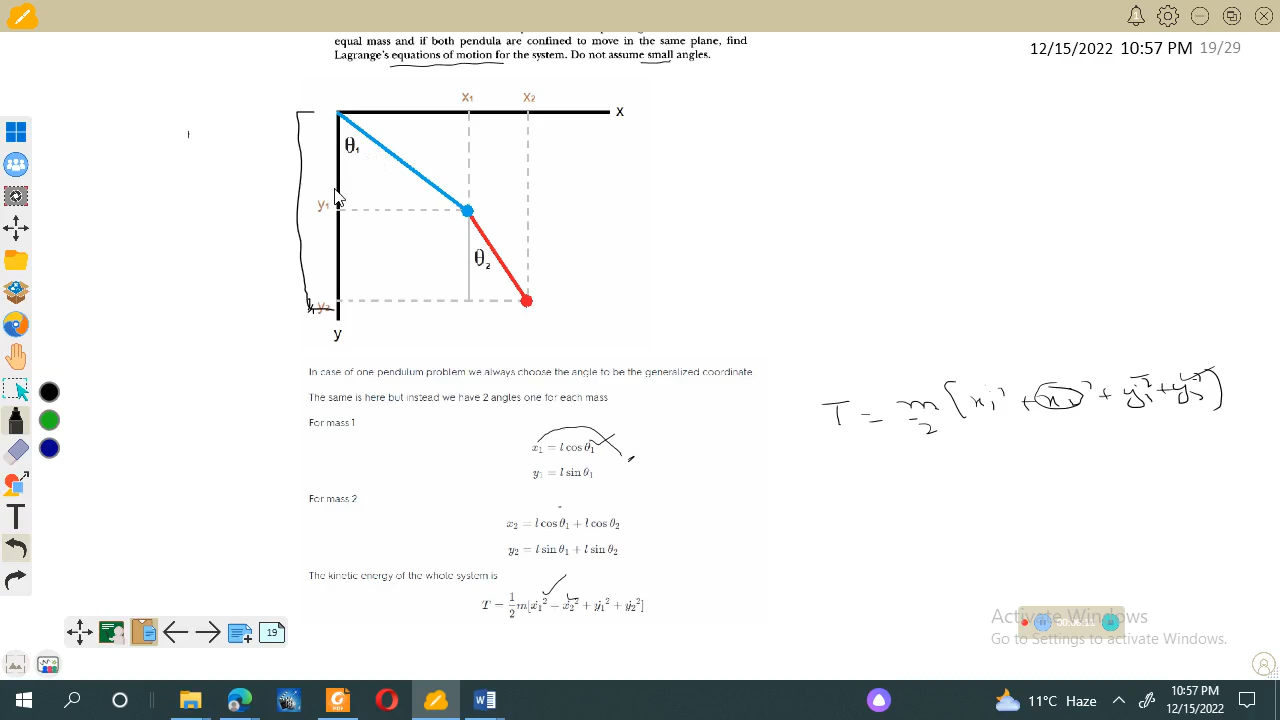 equal mass and if both pendula are confined to move in the same plane, find
12/15/2022 10:57 PM 19/29
Lagrange's equations of motion for the system. Do not assume small angles.
x₁ x₂
x
θ₁
y₁
θ₂
y₂
y
In case of one pendulum problem we always choose the angle to be the generalized coordinate
The same is here but instead we have 2 angles one for each mass
For mass 1
x₁ = l cos θ₁
y₁ = l sin θ₁
For mass 2
x₂ = l cos θ₁ + l cos θ₂
y₂ = l sin θ₁ + l sin θ₂
The kinetic energy of the whole system is
T = 1/2 m[ẋ₁² + ẋ₂² + ẏ₁² + ẏ₂²]
T = m/2
T
19
00:06:11
Activate Windows
Go to Settings to activate Windows.
11°C Haze
10:57 PM
12/15/2022